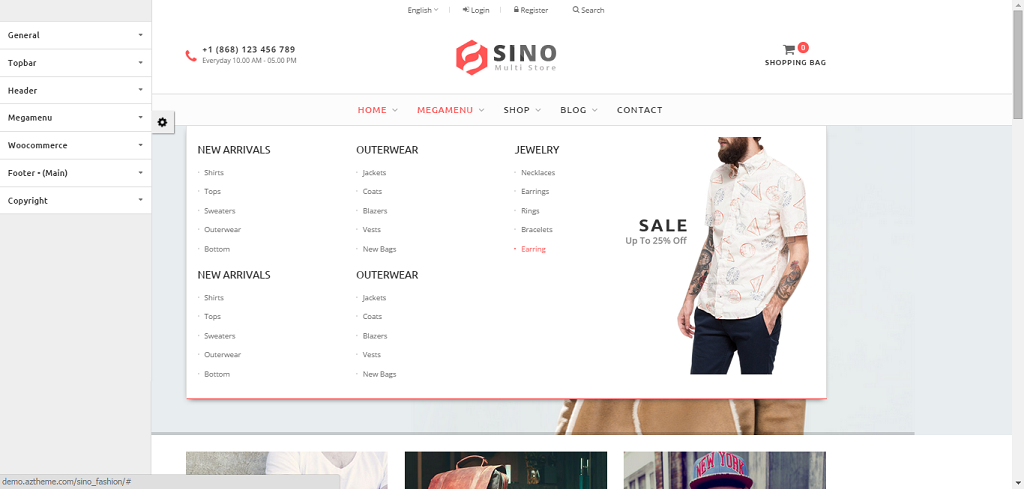 English Login Register Search
General
Topbar
Header
Megamenu
Woocommerce
Footer • (Main)
Copyright
+1 (868) 123 456 789
Everyday 10.00 AM - 05.00 PM
SINO
Multi Store
0
SHOPPING BAG
HOME MEGAMENU SHOP BLOG CONTACT
NEW ARRIVALS
Shirts
Tops
Sweaters
Outerwear
Bottom
OUTERWEAR
Jackets
Coats
Blazers
Vests
New Bags
JEWELRY
Necklaces
Earrings
Rings
Bracelets
Earring
NEW ARRIVALS
Shirts
Tops
Sweaters
Outerwear
Bottom
OUTERWEAR
Jackets
Coats
Blazers
Vests
New Bags
SALE
Up To 25% Off
NEW YORK
demo.aztheme.com/sino_fashion/#